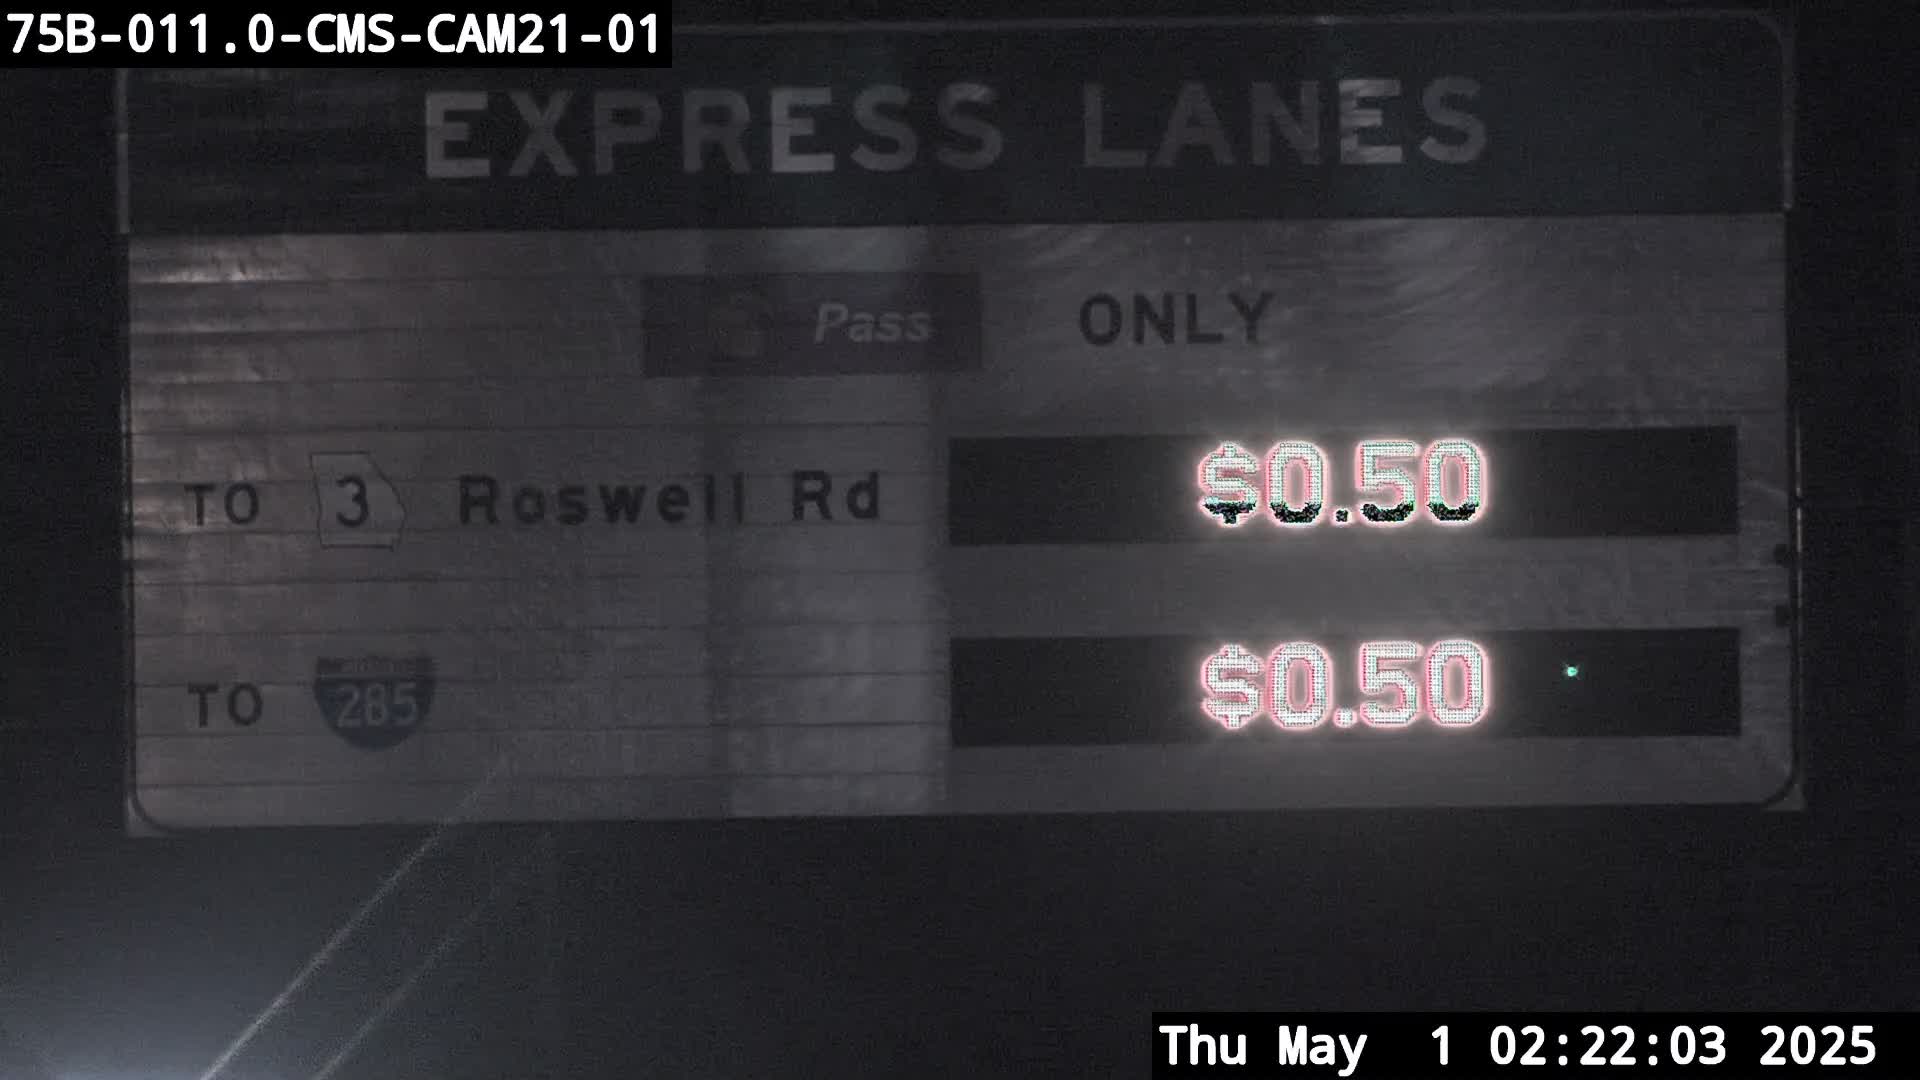 75B-011.0-CMS-CAM21-01
EXPRESS LANES
Pass ONLY
TO 3 Roswell Rd $0.50
TO 285 $0.50
Thu May 1 02:22:03 2025